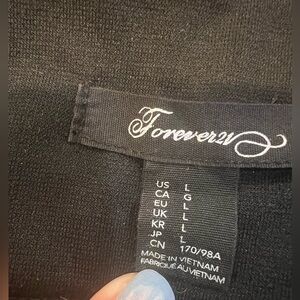 Forever21
US L
CA G
EU L
UK L
KR L
JP L
CN 170/98A
MADE IN VIETNAM
FABRIQUÉ AU VIETNAM